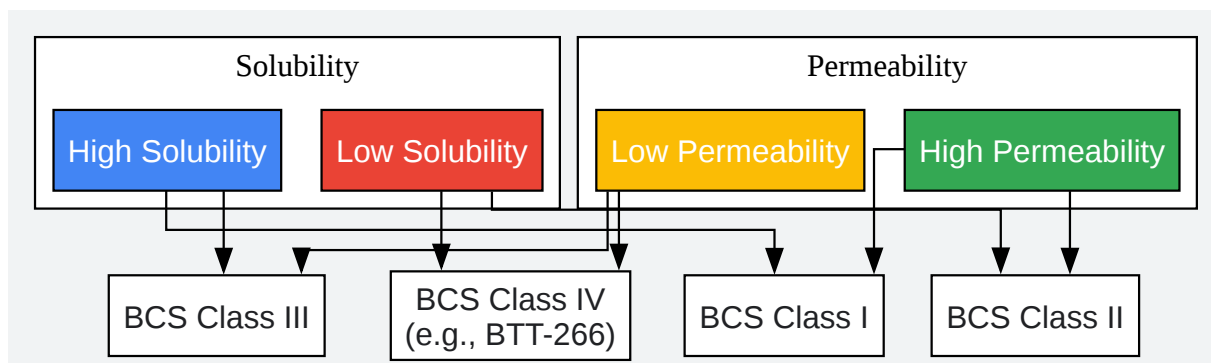 Solubility
Permeability
High Solubility
Low Solubility
Low Permeability
High Permeability
BCS Class III
BCS Class IV
(e.g., BTT-266)
BCS Class I
BCS Class II